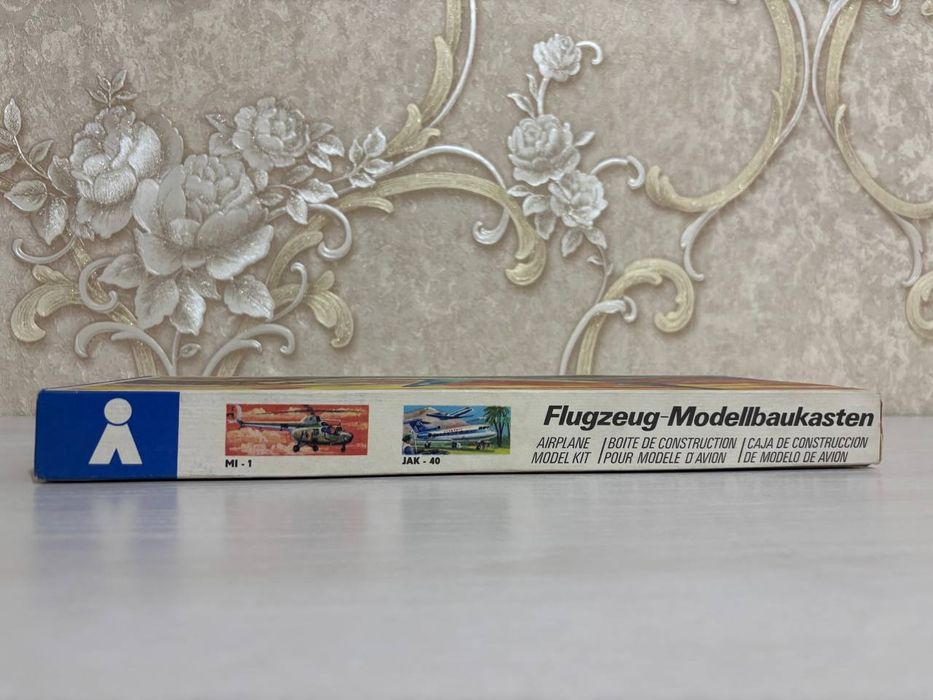 MI - 1
JAK - 40
Flugzeug-Modellbaukasten
AIRPLANE MODEL KIT
BOITE DE CONSTRUCTION POUR MODELE D'AVION
CAJA DE CONSTRUCCION DE MODELO DE AVION